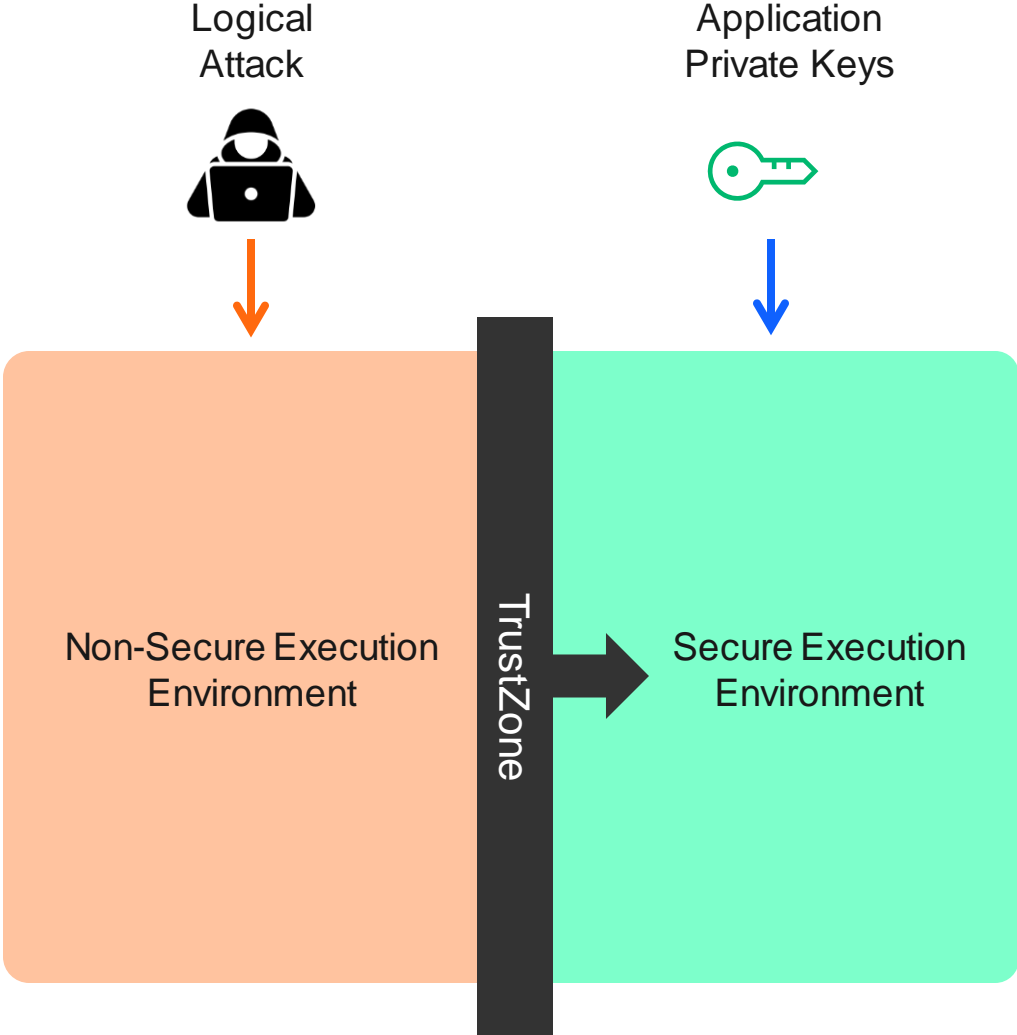 Logical
Attack
Application
Private Keys
Non-Secure Execution
Environment
TrustZone
Secure Execution
Environment